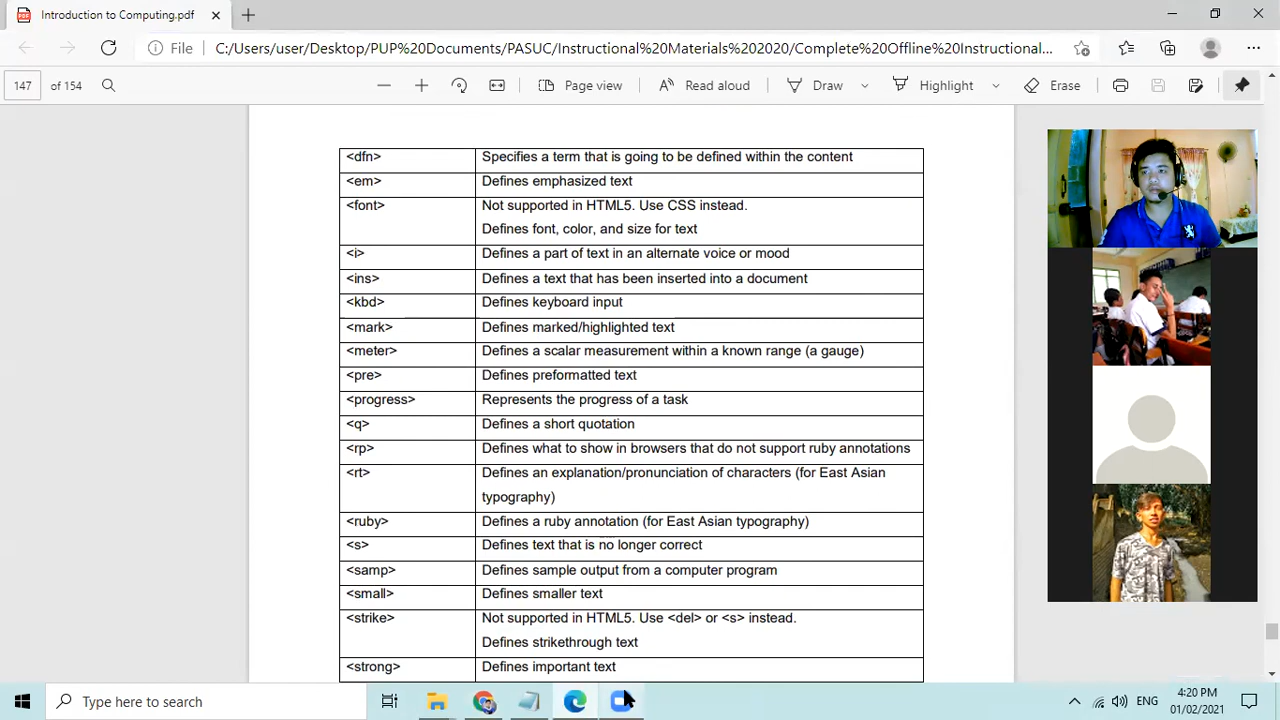 Introduction to Computing.pdf
File
C:/Users/user/Desktop/PUP%20Documents/PASUC/Instructional%20Materials%202020/Complete%20Offline%20Instructional...
147 of 154
Page view
Read aloud
Draw
Highlight
Erase
<dfn> Specifies a term that is going to be defined within the content
<em> Defines emphasized text
<font> Not supported in HTML5. Use CSS instead.
Defines font, color, and size for text
<i> Defines a part of text in an alternate voice or mood
<ins> Defines a text that has been inserted into a document
<kbd> Defines keyboard input
<mark> Defines marked/highlighted text
<meter> Defines a scalar measurement within a known range (a gauge)
<pre> Defines preformatted text
<progress> Represents the progress of a task
<q> Defines a short quotation
<rp> Defines what to show in browsers that do not support ruby annotations
<rt> Defines an explanation/pronunciation of characters (for East Asian
typography)
<ruby> Defines a ruby annotation (for East Asian typography)
<s> Defines text that is no longer correct
<samp> Defines sample output from a computer program
<small> Defines smaller text
<strike> Not supported in HTML5. Use <del> or <s> instead.
Defines strikethrough text
<strong> Defines important text
Type here to search
ENG
4:20 PM
01/02/2021